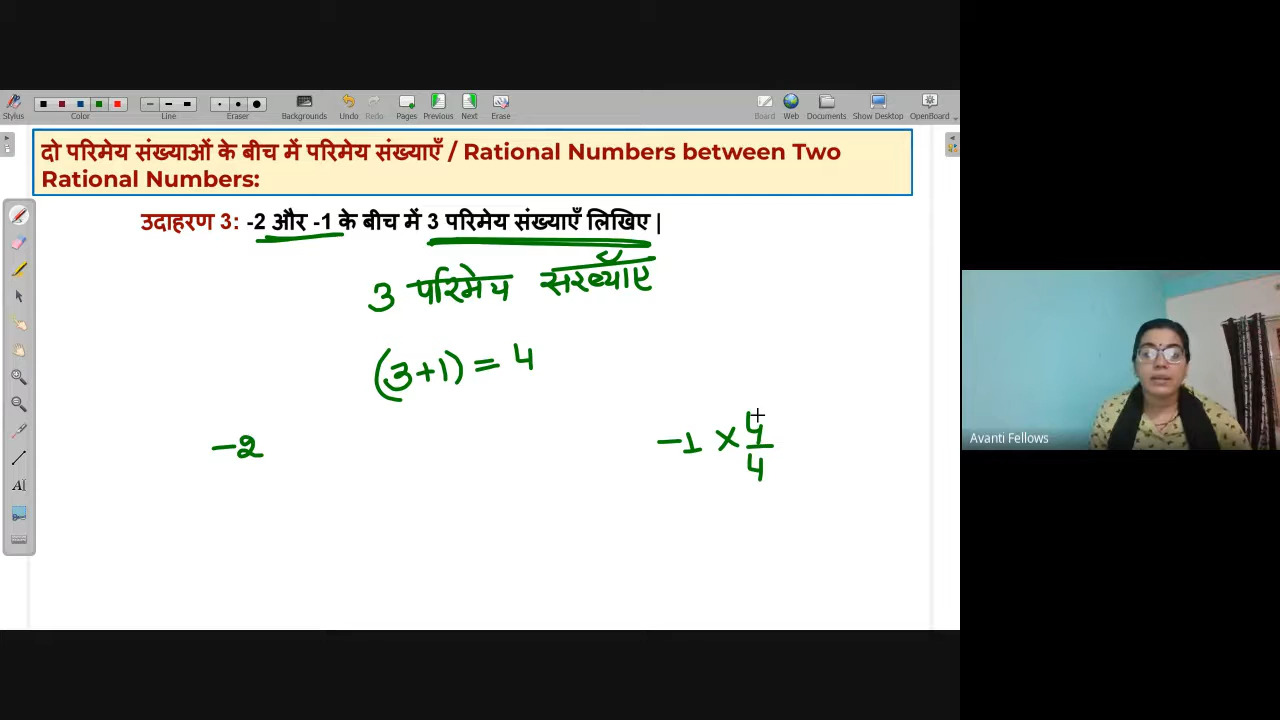 Stylus
Color
Line
Eraser
Backgrounds
Undo
Redo
Pages
Previous
Next
Erase
Board
Web
Documents
Show Desktop
OpenBoard
दो परिमेय संख्याओं के बीच में परिमेय संख्याएँ / Rational Numbers between Two
Rational Numbers:
उदाहरण 3: -2 और -1 के बीच में 3 परिमेय संख्याएँ लिखिए |
3 परिमेय सख्याँए
(3+1) = 4
-2
-1 × 4/4
Avanti Fellows